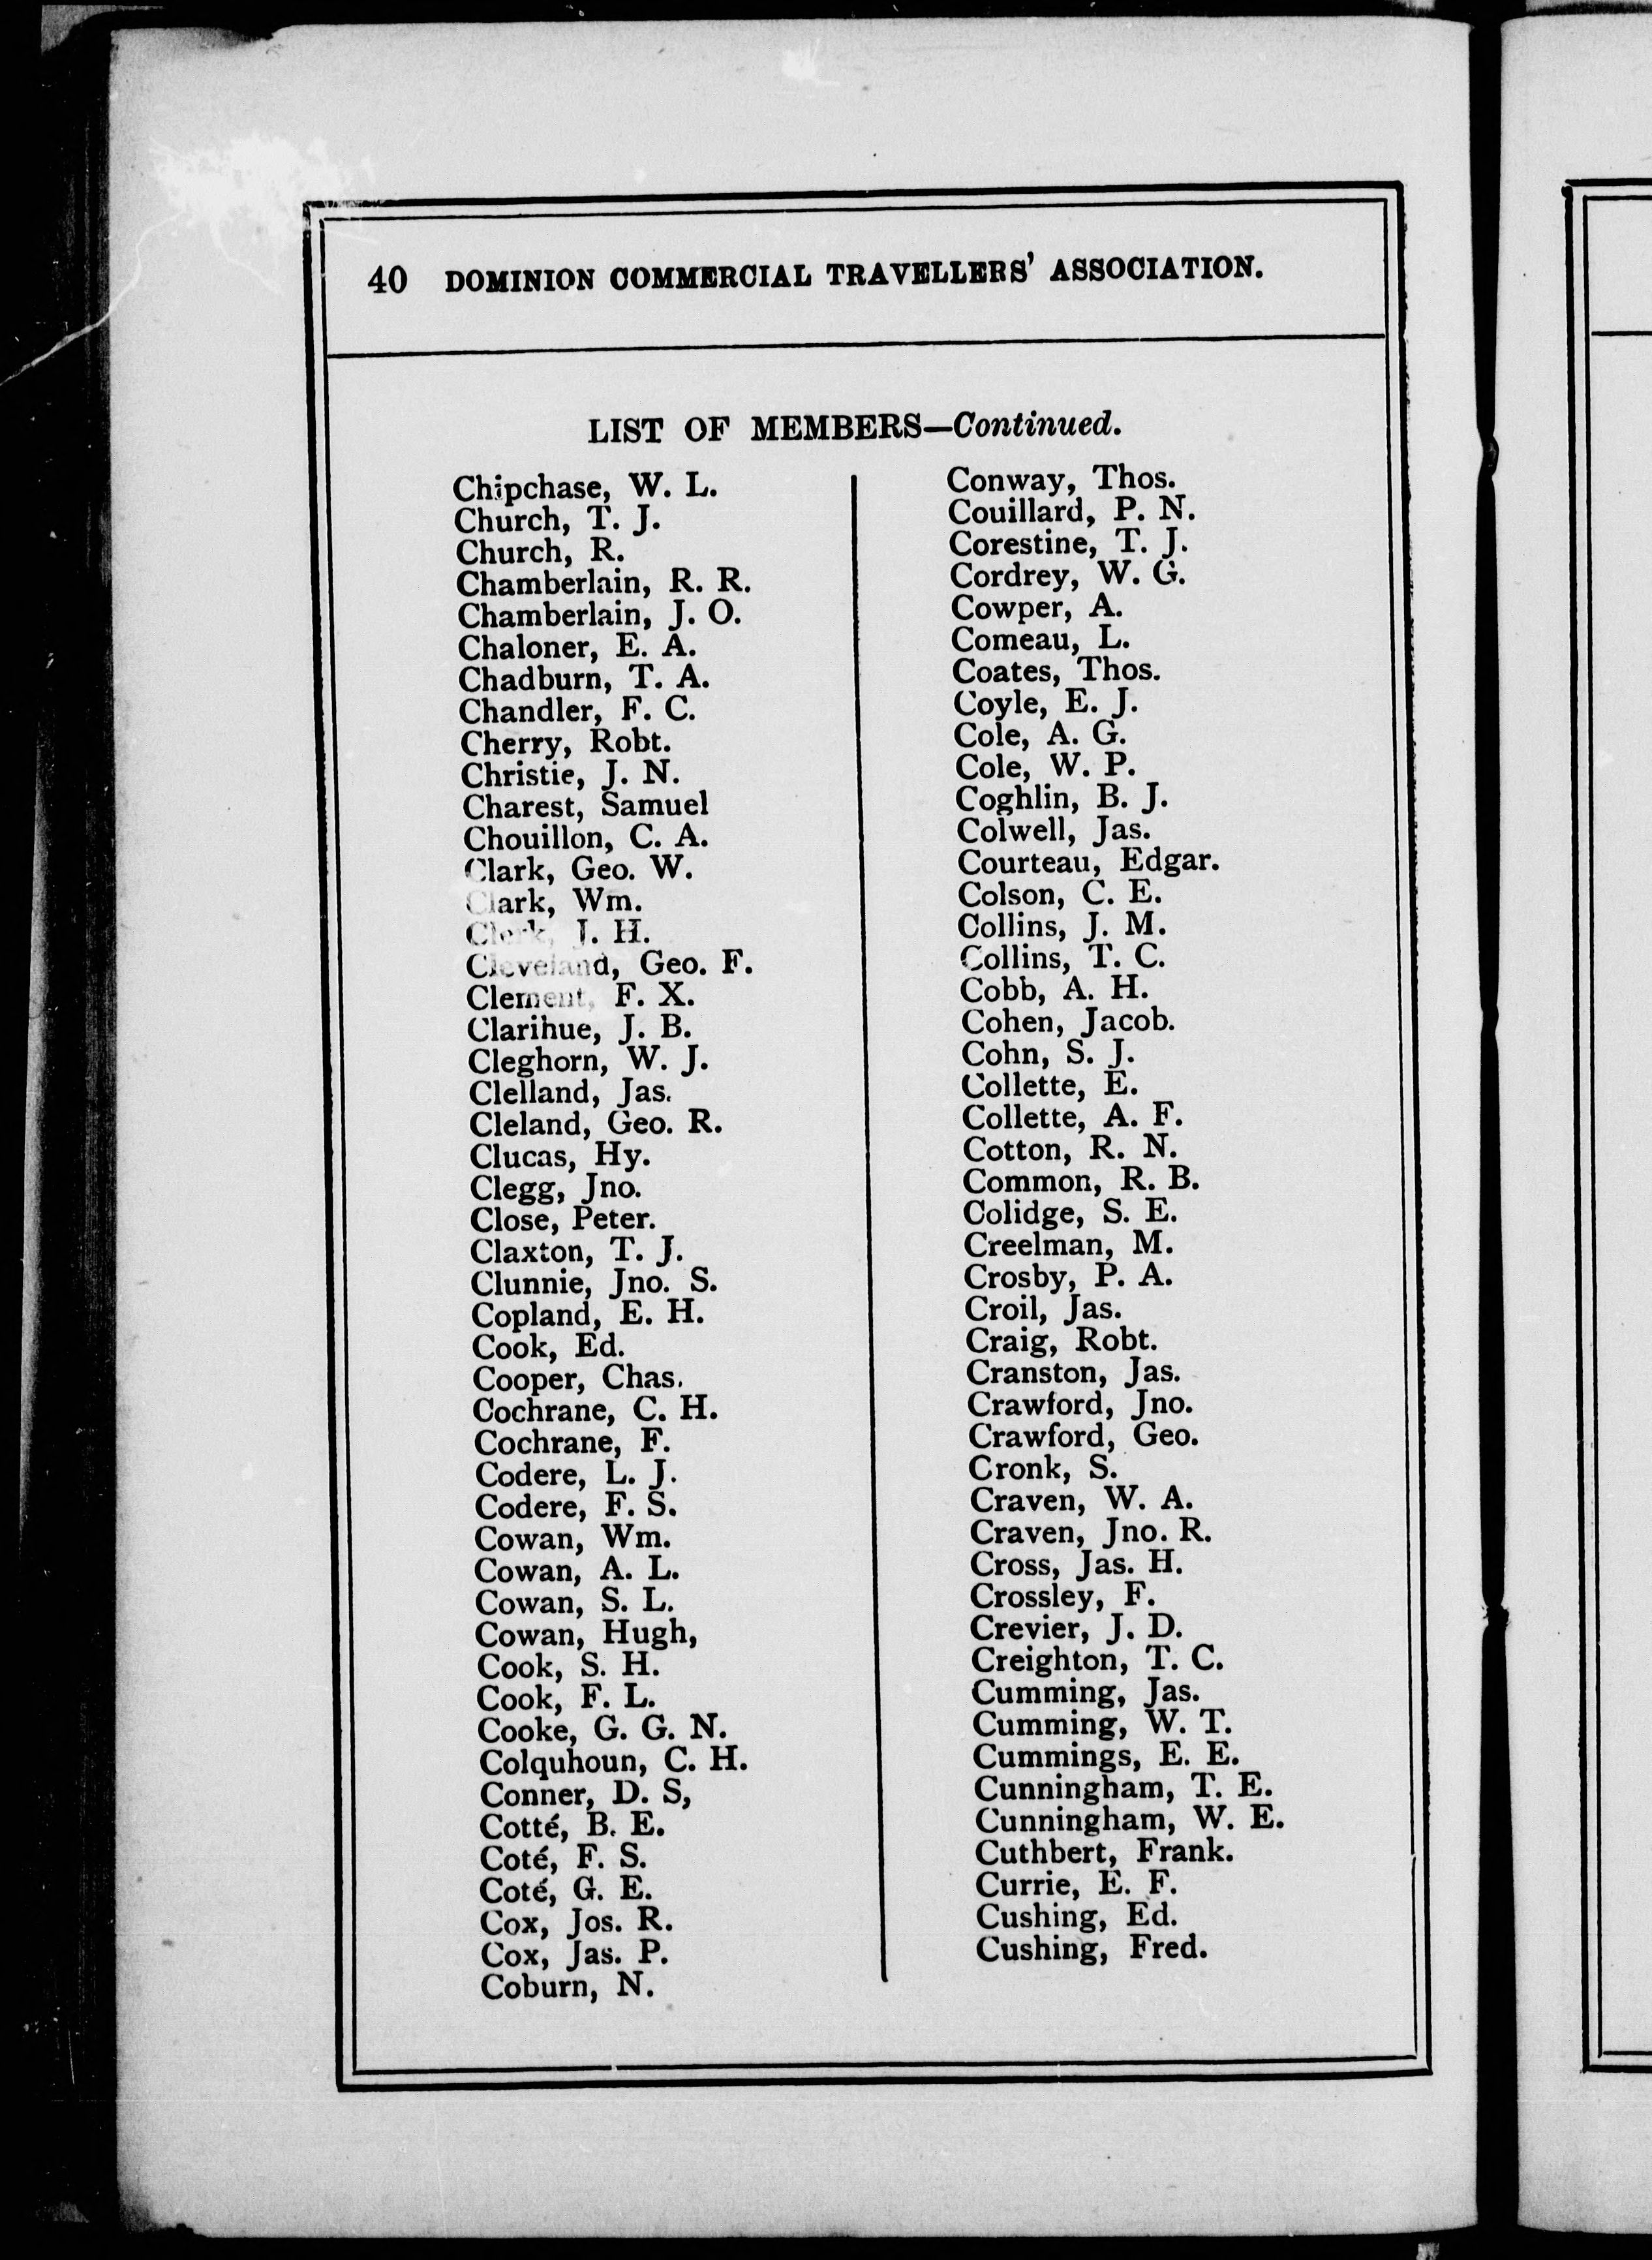 40 DOMINION COMMERCIAL TRAVELLERS' ASSOCIATION.
LIST OF MEMBERS—Continued.
Chipchase, W. L.
Church, T. J.
Church, R.
Chamberlain, R. R.
Chamberlain, J. O.
Chaloner, E. A.
Chadburn, T. A.
Chandler, F. C.
Cherry, Robt.
Christie, J. N.
Charest, Samuel
Chouillon, C. A.
Clark, Geo. W.
Clark, Wm.
Clerk, J. H.
Cleveland, Geo. F.
Clement, F. X.
Clarihue, J. B.
Cleghorn, W. J.
Clelland, Jas.
Cleland, Geo. R.
Clucas, Hy.
Clegg, Jno.
Close, Peter.
Claxton, T. J.
Clunnie, Jno. S.
Copland, E. H.
Cook, Ed.
Cooper, Chas.
Cochrane, C. H.
Cochrane, F.
Codere, L. J.
Codere, F. S.
Cowan, Wm.
Cowan, A. L.
Cowan, S. L.
Cowan, Hugh,
Cook, S. H.
Cook, F. L.
Cooke, G. G. N.
Colquhoun, C. H.
Conner, D. S,
Cotté, B. E.
Coté, F. S.
Coté, G. E.
Cox, Jos. R.
Cox, Jas. P.
Coburn, N.
Conway, Thos.
Couillard, P. N.
Corestine, T. J.
Cordrey, W. G.
Cowper, A.
Comeau, L.
Coates, Thos.
Coyle, E. J.
Cole, A. G.
Cole, W. P.
Coghlin, B. J.
Colwell, Jas.
Courteau, Edgar.
Colson, C. E.
Collins, J. M.
Collins, T. C.
Cobb, A. H.
Cohen, Jacob.
Cohn, S. J.
Collette, E.
Collette, A. F.
Cotton, R. N.
Common, R. B.
Colidge, S. E.
Creelman, M.
Crosby, P. A.
Croil, Jas.
Craig, Robt.
Cranston, Jas.
Crawford, Jno.
Crawford, Geo.
Cronk, S.
Craven, W. A.
Craven, Jno. R.
Cross, Jas. H.
Crossley, F.
Crevier, J. D.
Creighton, T. C.
Cumming, Jas.
Cumming, W. T.
Cummings, E. E.
Cunningham, T. E.
Cunningham, W. E.
Cuthbert, Frank.
Currie, E. F.
Cushing, Ed.
Cushing, Fred.